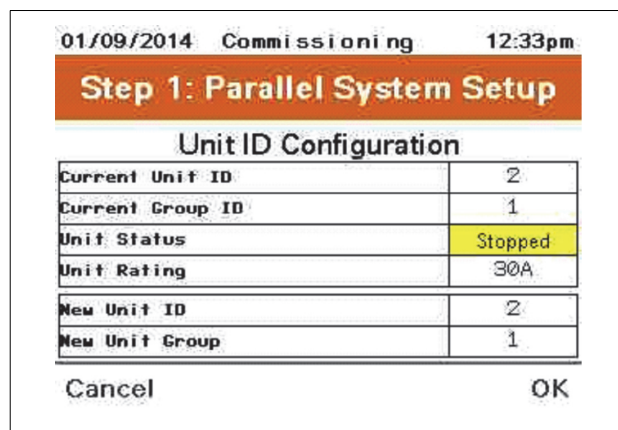 01/09/2014 Commissioning 12:33pm
Step 1: Parallel System Setup
Unit ID Configuration
Current Unit ID 2
Current Group ID 1
Unit Status Stopped
Unit Rating 30A
New Unit ID 2
New Unit Group 1
Cancel OK